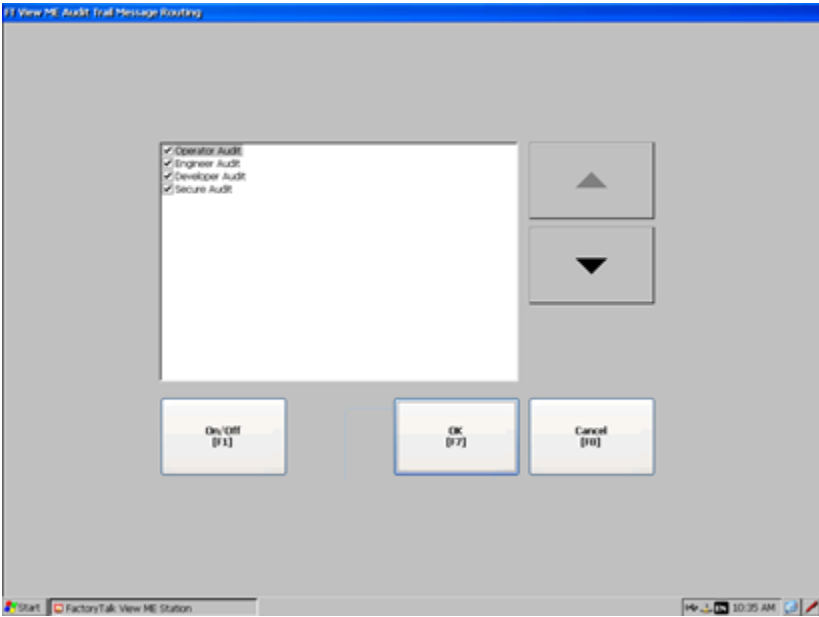 FT View ME Audit Trail Message Routing
Operator Audit
Engineer Audit
Developer Audit
Secure Audit
On/Off
[F1]
OK
[F7]
Cancel
[F8]
Start
FactoryTalk View ME Station
EN
10:35 AM